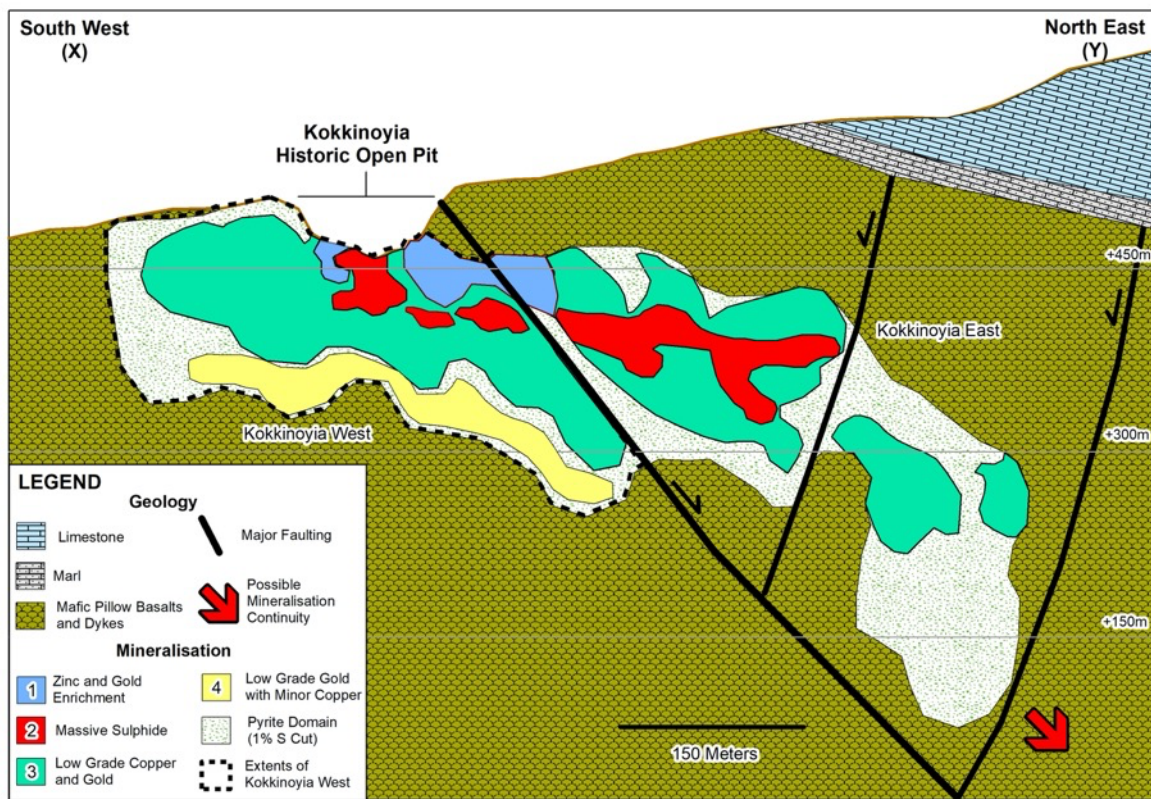 South West
(X)
North East
(Y)
Kokkinoyia
Historic Open Pit
+450m
Kokkinoyia East
Kokkinoyia West
+300m
+150m
150 Meters
LEGEND
Geology
Limestone
Major Faulting
Marl
Possible
Mineralisation
Continuity
Mafic Pillow Basalts
and Dykes
Mineralisation
1
Zinc and Gold
Enrichment
4
Low Grade Gold
with Minor Copper
2
Massive Sulphide
Pyrite Domain
(1% S Cut)
3
Low Grade Copper
and Gold
Extents of
Kokkinoyia West